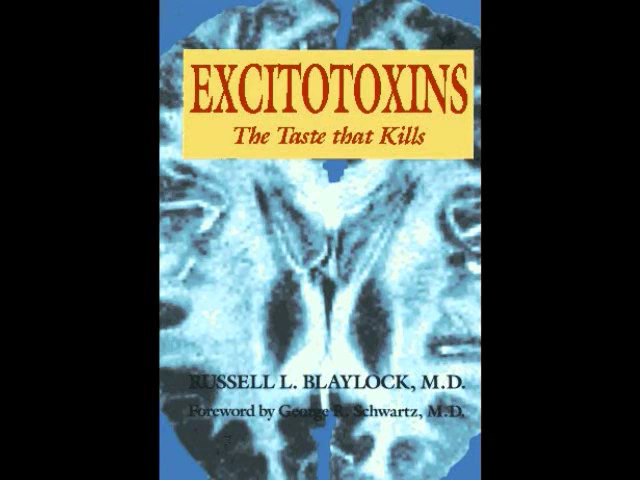 EXCITOTOXINS
The Taste that Kills
RUSSELL L. BLAYLOCK, M.D.
Foreword by George R. Schwartz, M.D.